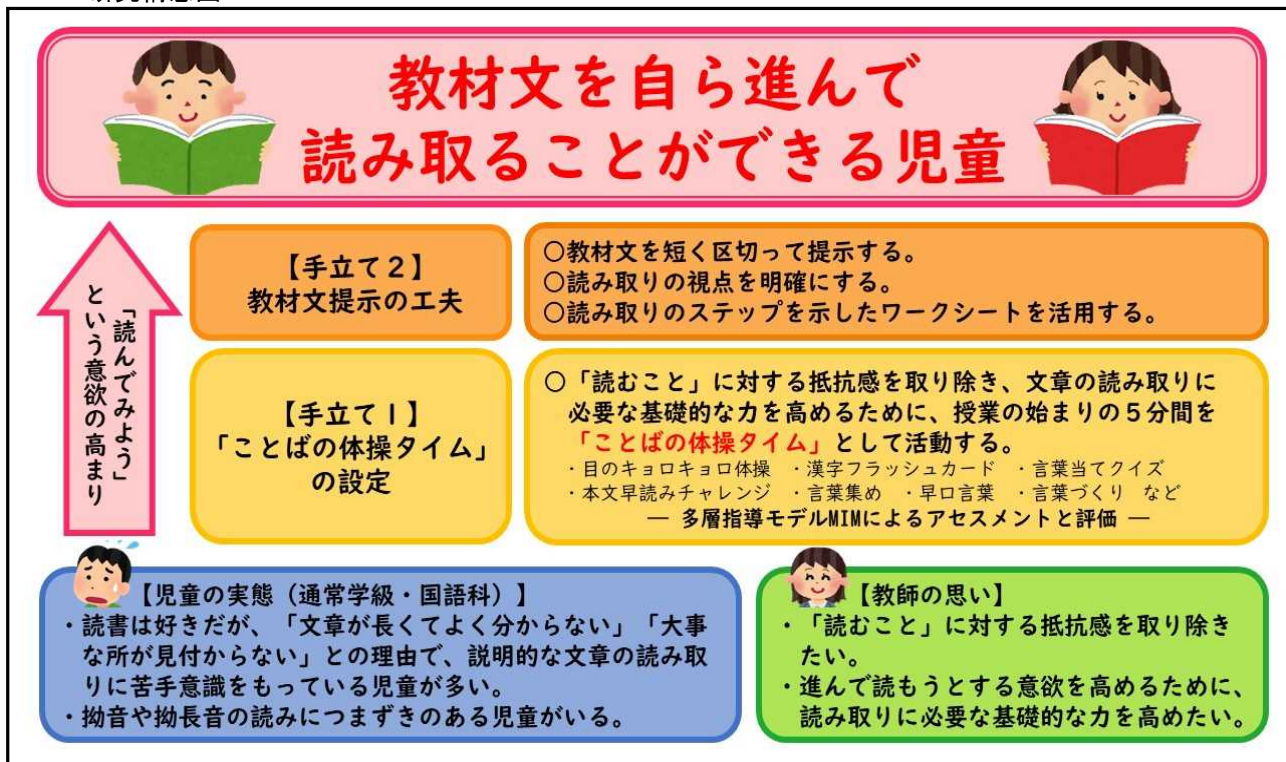 教材文を自ら進んで
読み取ることができる児童
「読んでみよう」
という意欲の高まり
【手立て２】
教材文提示の工夫
○教材文を短く区切って提示する。
○読み取りの視点を明確にする。
○読み取りのステップを示したワークシートを活用する。
【手立て１】
「ことばの体操タイム」
の設定
○「読むこと」に対する抵抗感を取り除き、文章の読み取りに
必要な基礎的な力を高めるために、授業の始まりの５分間を
「ことばの体操タイム」として活動する。
・目のキョロキョロ体操　・漢字フラッシュカード　・言葉当てクイズ
・本文早読みチャレンジ　・言葉集め　・早口言葉　・言葉づくり　など
― 多層指導モデルMIMによるアセスメントと評価 ―
【児童の実態（通常学級・国語科）】
・読書は好きだが、「文章が長くてよく分からない」「大事
な所が見付からない」との理由で、説明的な文章の読み取
りに苦手意識をもっている児童が多い。
・拗音や拗長音の読みにつまずきのある児童がいる。
【教師の思い】
・「読むこと」に対する抵抗感を取り除き
たい。
・進んで読もうとする意欲を高めるために、
読み取りに必要な基礎的な力を高めたい。